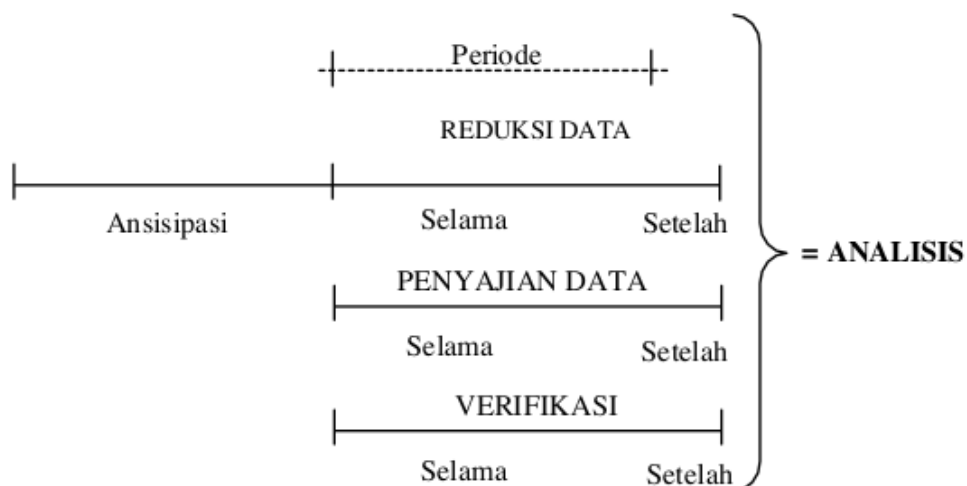 Periode
REDUKSI DATA
Ansisipasi Selama Setelah
= ANALISIS
PENYAJIAN DATA
Selama Setelah
VERIFIKASI
Selama Setelah